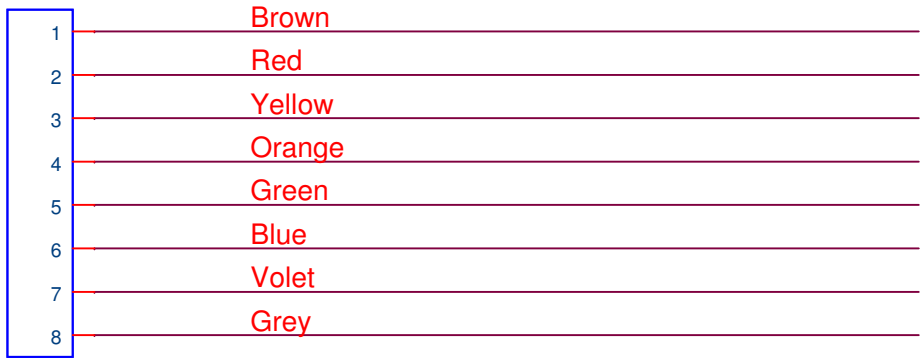 1 Brown
2 Red
3 Yellow
4 Orange
5 Green
6 Blue
7 Volet
8 Grey